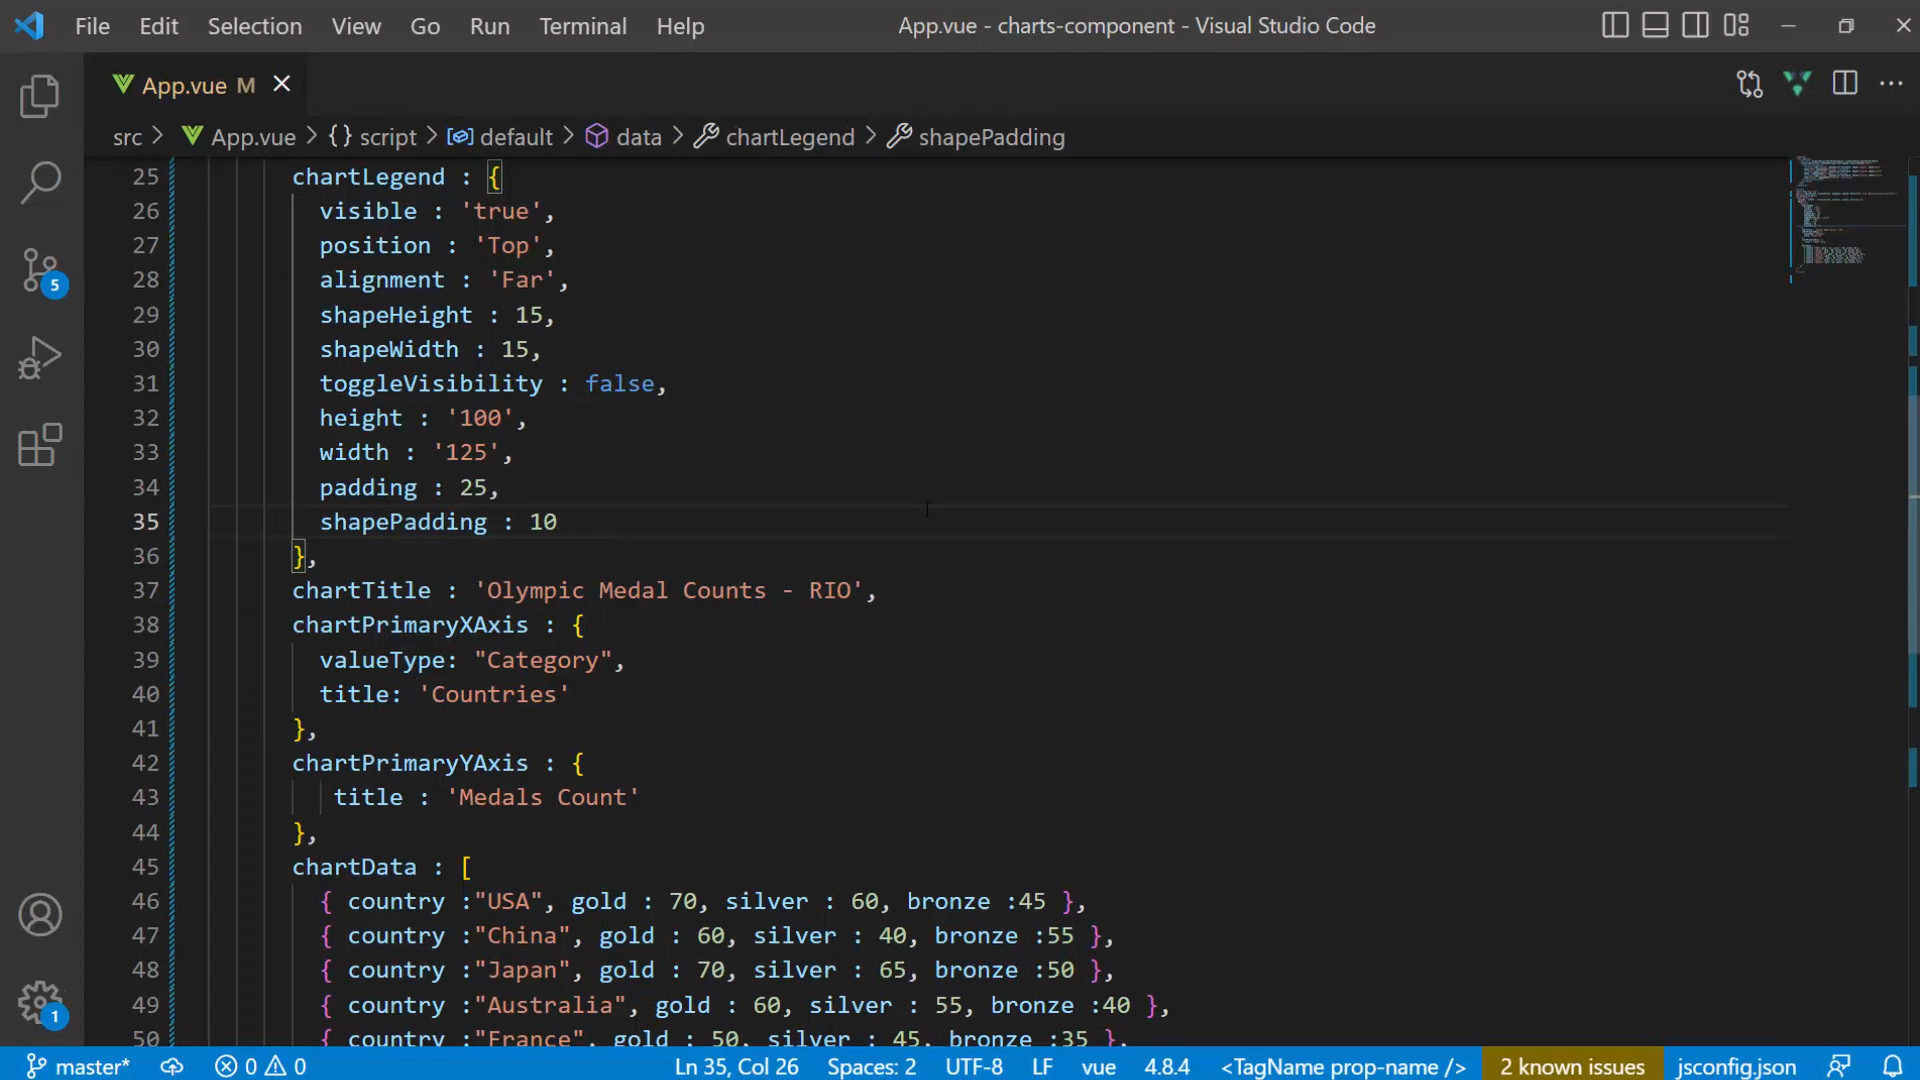 File Edit Selection View Go Run Terminal Help App.vue - charts-component - Visual Studio Code
App.vue M
src > App.vue > {} script > default > data > chartLegend > shapePadding
25 chartLegend : {
26 visible : 'true',
27 position : 'Top',
28 alignment : 'Far',
29 shapeHeight : 15,
30 shapeWidth : 15,
31 toggleVisibility : false,
32 height : '100',
33 width : '125',
34 padding : 25,
35 shapePadding : 10
36 },
37 chartTitle : 'Olympic Medal Counts - RIO',
38 chartPrimaryXAxis : {
39 valueType: "Category",
40 title: 'Countries'
41 },
42 chartPrimaryYAxis : {
43 title : 'Medals Count'
44 },
45 chartData : [
46 { country :"USA", gold : 70, silver : 60, bronze :45 },
47 { country :"China", gold : 60, silver : 40, bronze :55 },
48 { country :"Japan", gold : 70, silver : 65, bronze :50 },
49 { country :"Australia", gold : 60, silver : 55, bronze :40 },
50 { country :"France", gold : 50, silver : 45, bronze :35 },
5
1
master* 0 0 Ln 35, Col 26 Spaces: 2 UTF-8 LF vue 4.8.4 <TagName prop-name /> 2 known issues jsconfig.json